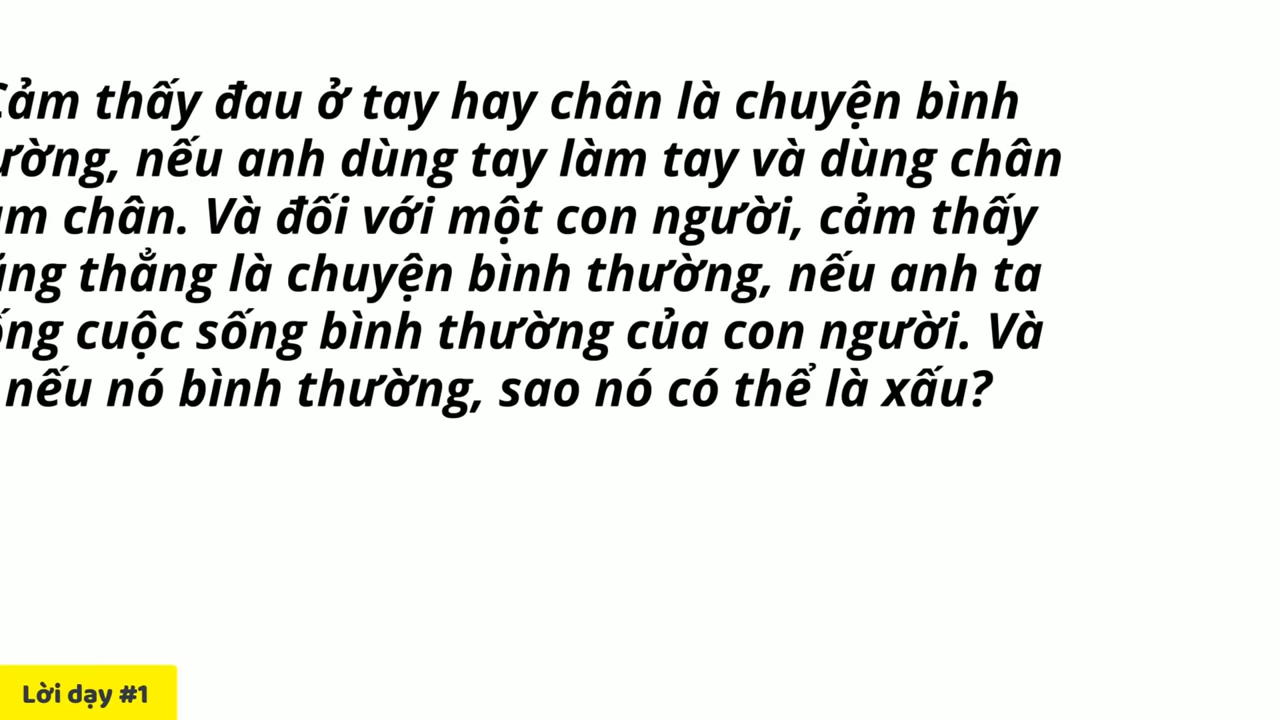 Cảm thấy đau ở tay hay chân là chuyện bình
ường, nếu anh dùng tay làm tay và dùng chân
àm chân. Và đối với một con người, cảm thấy
ăng thẳng là chuyện bình thường, nếu anh ta
ống cuộc sống bình thường của con người. Và
nếu nó bình thường, sao nó có thể là xấu?
Lời dạy #1